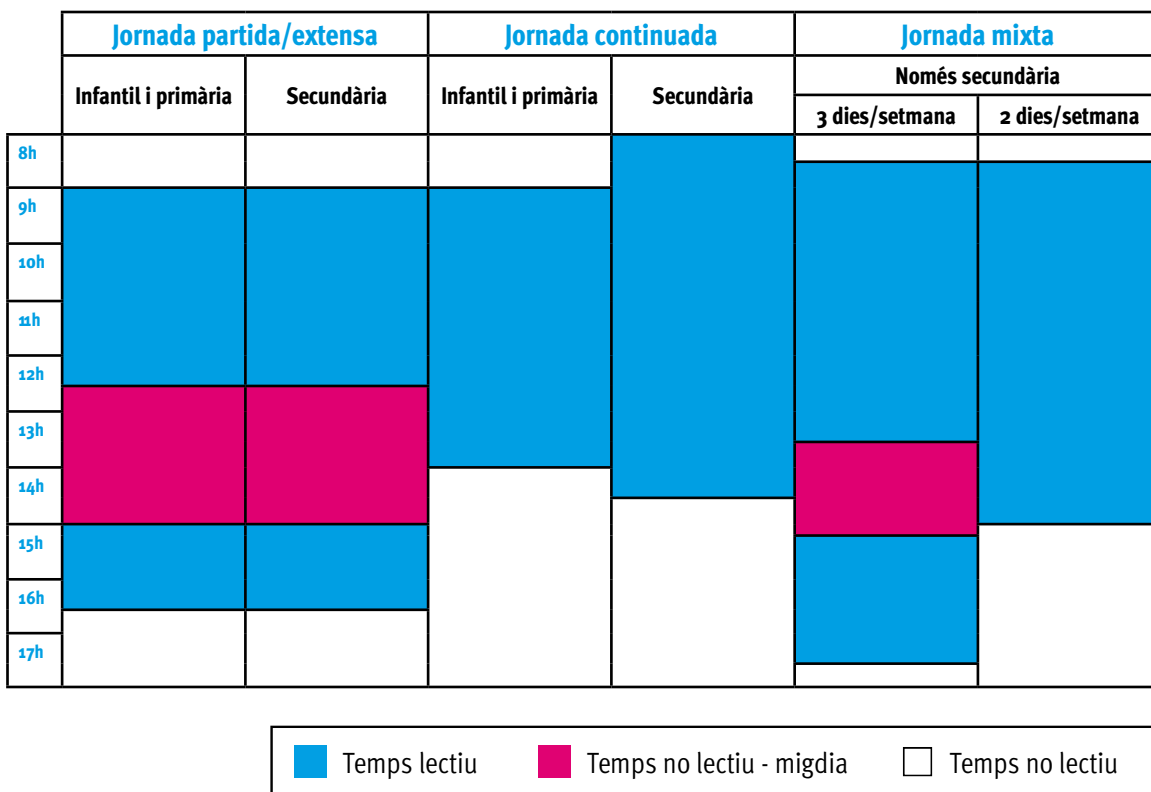 Jornada partida/extensa
Jornada continuada
Jornada mixta
Infantil i primària
Secundària
Infantil i primària
Secundària
Només secundària
3 dies/setmana
2 dies/setmana
8h
9h
10h
11h
12h
13h
14h
15h
16h
17h
Temps lectiu
Temps no lectiu - migdia
Temps no lectiu